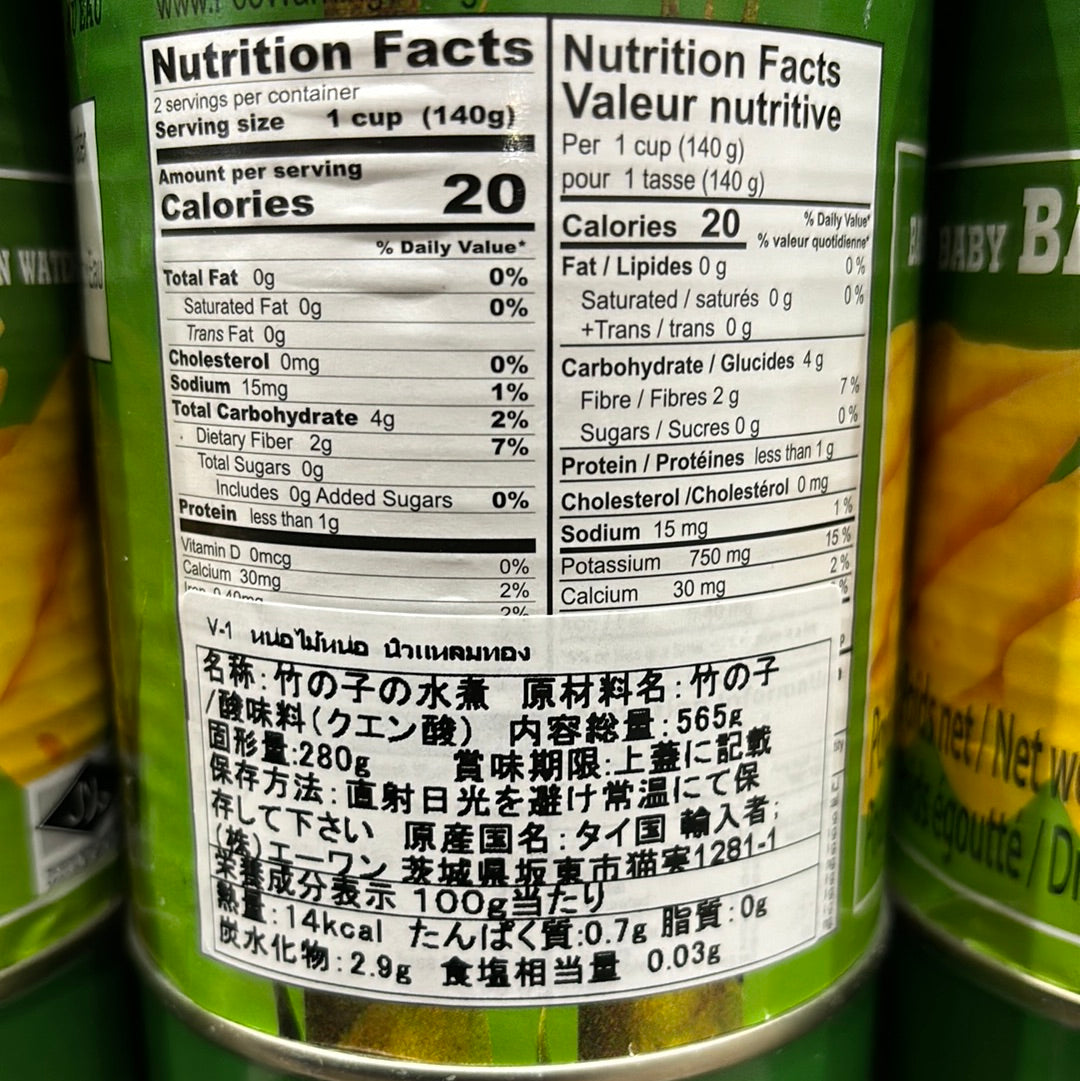 Nutrition Facts
2 servings per container
Serving size 1 cup (140g)
Amount per serving
Calories 20
% Daily Value*
Total Fat 0g 0%
Saturated Fat 0g 0%
Trans Fat 0g
Cholesterol 0mg 0%
Sodium 15mg 1%
Total Carbohydrate 4g 2%
Dietary Fiber 2g 7%
Total Sugars 0g
Includes 0g Added Sugars 0%
Protein less than 1g
Vitamin D 0mcg 0%
Calcium 30mg 2%
Iron 0.40mg 2%
Nutrition Facts
Valeur nutritive
Per 1 cup (140 g)
pour 1 tasse (140 g)
Calories 20
% Daily Value*
% valeur quotidienne*
Fat / Lipides 0 g 0%
Saturated / saturés 0 g 0%
+Trans / trans 0 g
Carbohydrate / Glucides 4 g
Fibre / Fibres 2 g 7%
Sugars / Sucres 0 g 0%
Protein / Protéines less than 1 g
Cholesterol /Cholestérol 0 mg
Sodium 15 mg 1%
Potassium 750 mg 15%
Calcium 30 mg 2%
V-1 หน่อไม้หน่อ น้ำแหลมทอง
名称:竹の子の水煮 原材料名:竹の子
/酸味料(クエン酸) 内容総量:565g
固形量:280g 賞味期限:上蓋に記載
保存方法:直射日光を避け常温にて保
存して下さい 原産国名:タイ国 輸入者;
(株)エーワン 茨城県坂東市猫実1281-1
栄養成分表示 100g当たり
熱量:14kcal たんぱく質:0.7g 脂質:0g
炭水化物:2.9g 食塩相当量 0.03g
BABY
net / Net
égoutté /